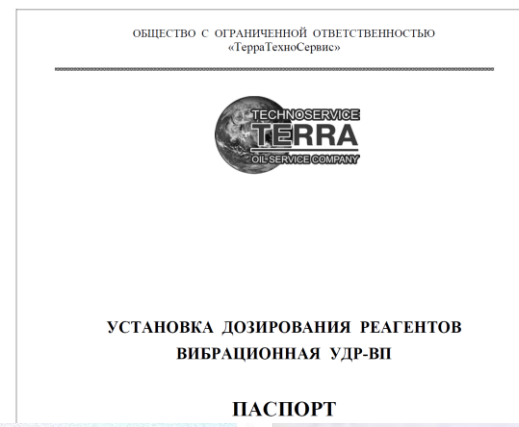 ОБЩЕСТВО С ОГРАНИЧЕННОЙ ОТВЕТСТВЕННОСТЬЮ
«ТерраТехноСервис»
TECHNOSERVICE
TERRA
OIL-SERVICE COMPANY
УСТАНОВКА ДОЗИРОВАНИЯ РЕАГЕНТОВ
ВИБРАЦИОННАЯ УДР-ВП
ПАСПОРТ